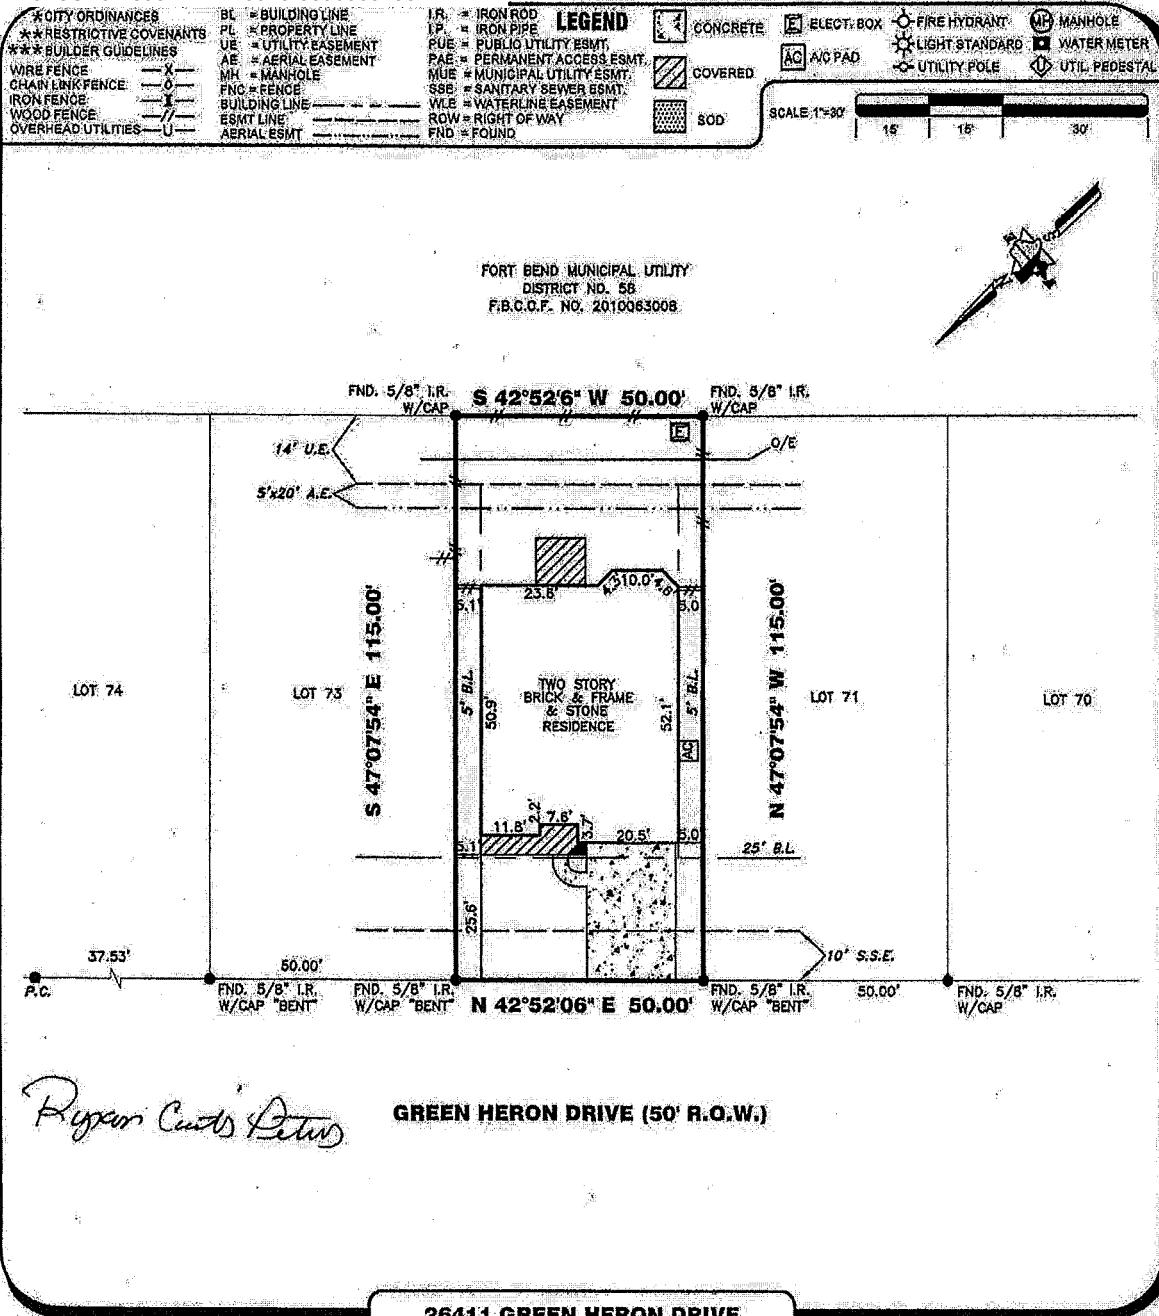 *CITY ORDINANCES
**RESTRICTIVE COVENANTS
***BUILDER GUIDELINES
WIRE FENCE X
CHAIN LINK FENCE O
IRON FENCE I
WOOD FENCE //
OVERHEAD UTILITIES U
BL = BUILDING LINE
PL = PROPERTY LINE
UE = UTILITY EASEMENT
AE = AERIAL EASEMENT
MH = MANHOLE
FNC = FENCE
BUILDING LINE
ESMT LINE
AERIAL ESMT
I.R. = IRON ROD
I.P. = IRON PIPE
PUE = PUBLIC UTILITY ESMT.
PAE = PERMANENT ACCESS ESMT.
MUE = MUNICIPAL UTILITY ESMT.
SSE = SANITARY SEWER ESMT.
WLE = WATERLINE EASEMENT
ROW = RIGHT OF WAY
FND = FOUND
LEGEND
CONCRETE
COVERED
SOD
E ELECT. BOX
AC A/C PAD
FIRE HYDRANT
LIGHT STANDARD
UTILITY POLE
MH MANHOLE
WATER METER
U UTIL. PEDESTAL
SCALE 1"=30'
15' 15' 30'
FORT BEND MUNICIPAL UTILITY
DISTRICT NO. 58
F.B.C.O.F. NO. 2010063008
FND. 5/8" I.R.
W/CAP
S 42°52'6" W 50.00'
FND. 5/8" I.R.
W/CAP
E
O/E
14' U.E.
5'x20' A.E.
23.8'
4.3' 10.0' 4.6'
5.1'
5.0
S 47°07'54" E 115.00'
5' B.L.
50.9'
TWO STORY
BRICK & FRAME
& STONE
RESIDENCE
52.1'
5' B.L.
AC
N 47°07'54" W 115.00'
LOT 74
LOT 73
LOT 71
LOT 70
11.8'
2.2'
7.6'
3.7'
20.5'
5.0
5.1'
25' B.L.
25.6'
10' S.S.E.
37.53'
50.00'
P.C.
FND. 5/8" I.R.
W/CAP "BENT"
FND. 5/8" I.R.
W/CAP "BENT"
N 42°52'06" E 50.00'
FND. 5/8" I.R.
W/CAP "BENT"
50.00'
FND. 5/8" I.R.
W/CAP
GREEN HERON DRIVE (50' R.O.W.)
26411 GREEN HERON DRIVE